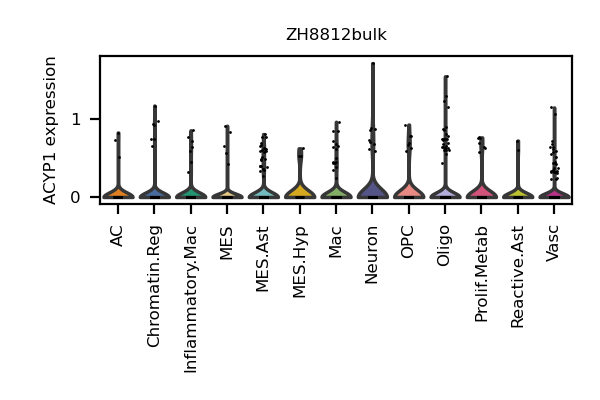 ZH8812bulk
ACYP1 expression
1
0
AC
Chromatin.Reg
Inflammatory.Mac
MES
MES.Ast
MES.Hyp
Mac
Neuron
OPC
Oligo
Prolif.Metab
Reactive.Ast
Vasc